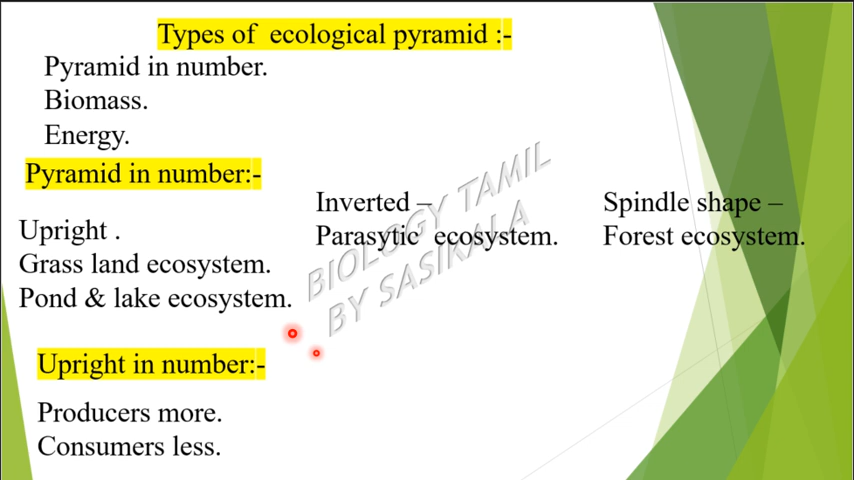 Types of ecological pyramid :-
Pyramid in number.
Biomass.
Energy.
Pyramid in number:-
Upright .
Grass land ecosystem.
Pond & lake ecosystem.
Inverted –
Parasytic ecosystem.
Spindle shape –
Forest ecosystem.
BIOLOGY TAMIL
BY SASIKALA
Upright in number:-
Producers more.
Consumers less.